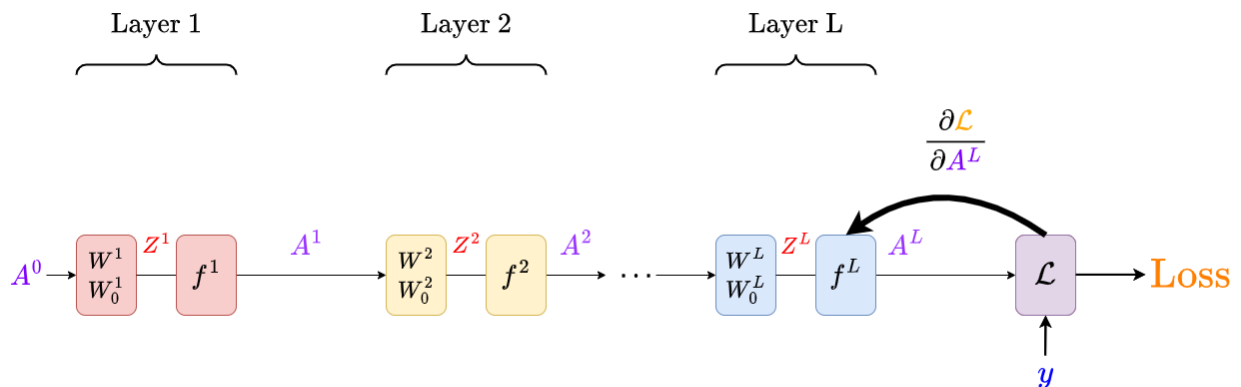 Layer 1
Layer 2
Layer L
∂ℒ
∂A^L
A^0
W^1
W_0^1
Z^1
f^1
A^1
W^2
W_0^2
Z^2
f^2
A^2
...
W^L
W_0^L
Z^L
f^L
A^L
ℒ
Loss
y